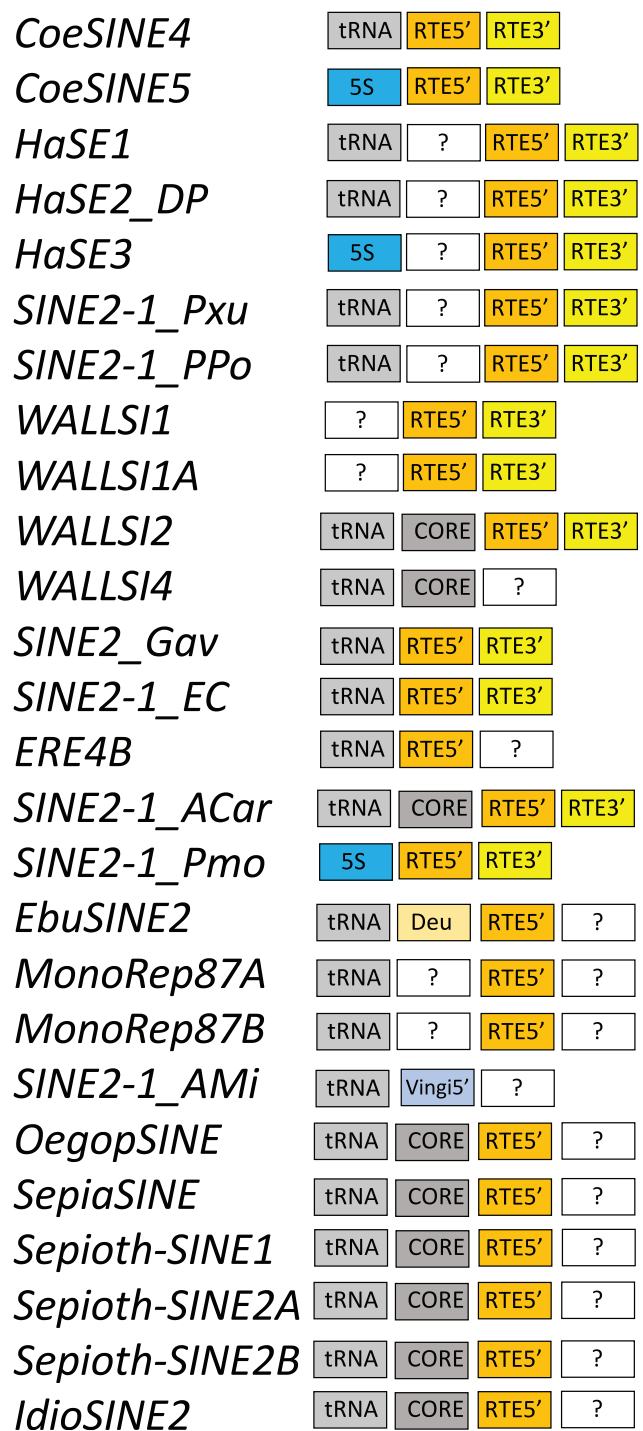 CoeSINE4 tRNA RTE5’ RTE3’
CoeSINE5 5S RTE5’ RTE3’
HaSE1 tRNA ? RTE5’ RTE3’
HaSE2_DP tRNA ? RTE5’ RTE3’
HaSE3 5S ? RTE5’ RTE3’
SINE2-1_Pxu tRNA ? RTE5’ RTE3’
SINE2-1_PPo tRNA ? RTE5’ RTE3’
WALLSI1 ? RTE5’ RTE3’
WALLSI1A ? RTE5’ RTE3’
WALLSI2 tRNA CORE RTE5’ RTE3’
WALLSI4 tRNA CORE ?
SINE2_Gav tRNA RTE5’ RTE3’
SINE2-1_EC tRNA RTE5’ RTE3’
ERE4B tRNA RTE5’ ?
SINE2-1_ACar tRNA CORE RTE5’ RTE3’
SINE2-1_Pmo 5S RTE5’ RTE3’
EbuSINE2 tRNA Deu RTE5’ ?
MonoRep87A tRNA ? RTE5’ ?
MonoRep87B tRNA ? RTE5’ ?
SINE2-1_AMi tRNA Vingi5’ ?
OegopSINE tRNA CORE RTE5’ ?
SepiaSINE tRNA CORE RTE5’ ?
Sepioth-SINE1 tRNA CORE RTE5’ ?
Sepioth-SINE2A tRNA CORE RTE5’ ?
Sepioth-SINE2B tRNA CORE RTE5’ ?
IdioSINE2 tRNA CORE RTE5’ ?